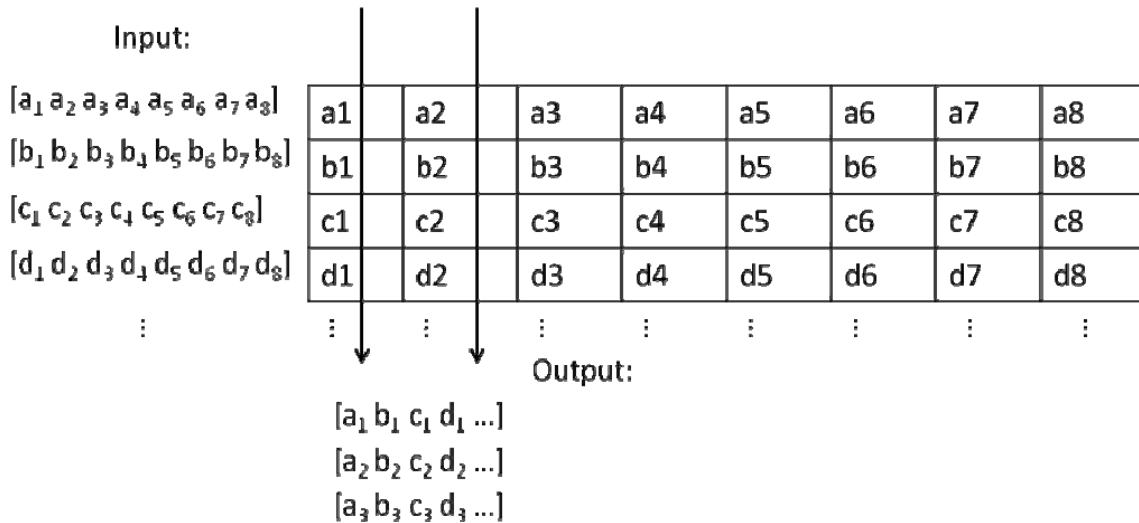 Input:
[a₁ a₂ a₃ a₄ a₅ a₆ a₇ a₈]
[b₁ b₂ b₃ b₄ b₅ b₆ b₇ b₈]
[c₁ c₂ c₃ c₄ c₅ c₆ c₇ c₈]
[d₁ d₂ d₃ d₄ d₅ d₆ d₇ d₈]
⋮
a1 a2 a3 a4 a5 a6 a7 a8
b1 b2 b3 b4 b5 b6 b7 b8
c1 c2 c3 c4 c5 c6 c7 c8
d1 d2 d3 d4 d5 d6 d7 d8
⋮ ⋮ ⋮ ⋮ ⋮ ⋮ ⋮ ⋮
Output:
[a₁ b₁ c₁ d₁ ...]
[a₂ b₂ c₂ d₂ ...]
[a₃ b₃ c₃ d₃ ...]